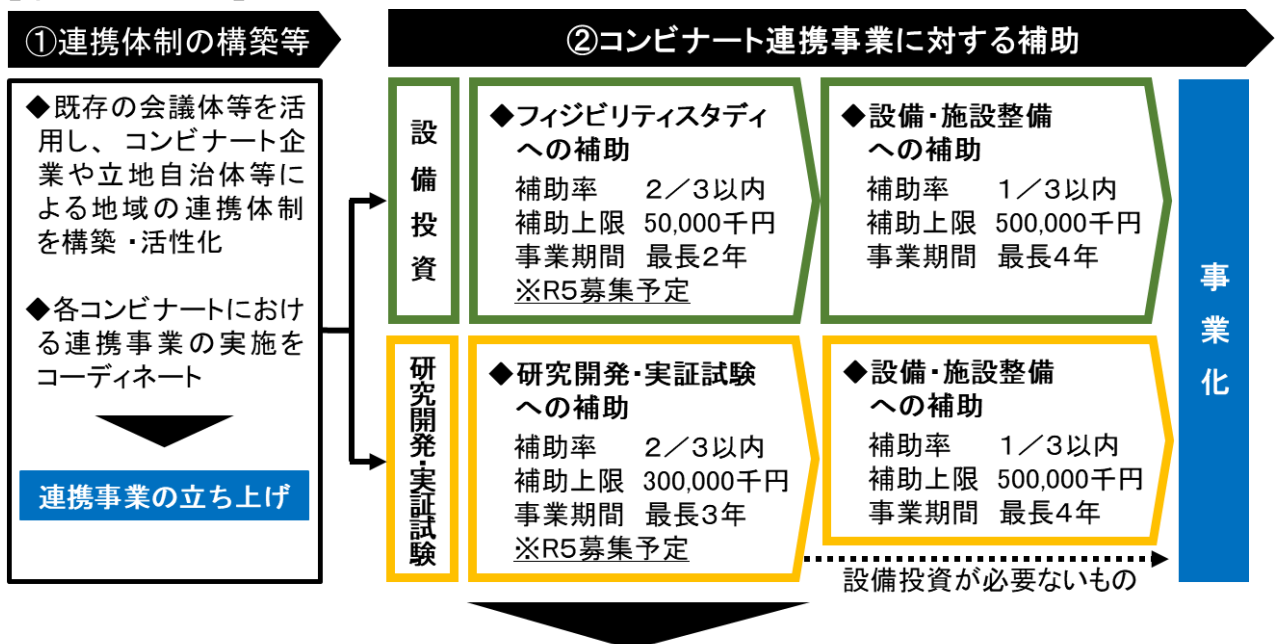 ①連携体制の構築等
②コンビナート連携事業に対する補助
◆既存の会議体等を活
用し、コンビナート企
業や立地自治体等に
よる地域の連携体制
を構築・活性化
◆各コンビナートにおけ
る連携事業の実施を
コーディネート
連携事業の立ち上げ
設備投資
◆フィジビリティスタディ
への補助
補助率 2/3以内
補助上限 50,000千円
事業期間 最長2年
※R5募集予定
◆設備・施設整備
への補助
補助率 1/3以内
補助上限 500,000千円
事業期間 最長4年
研究開発・実証試験
◆研究開発・実証試験
への補助
補助率 2/3以内
補助上限 300,000千円
事業期間 最長3年
※R5募集予定
◆設備・施設整備
への補助
補助率 1/3以内
補助上限 500,000千円
事業期間 最長4年
設備投資が必要ないもの
事業化